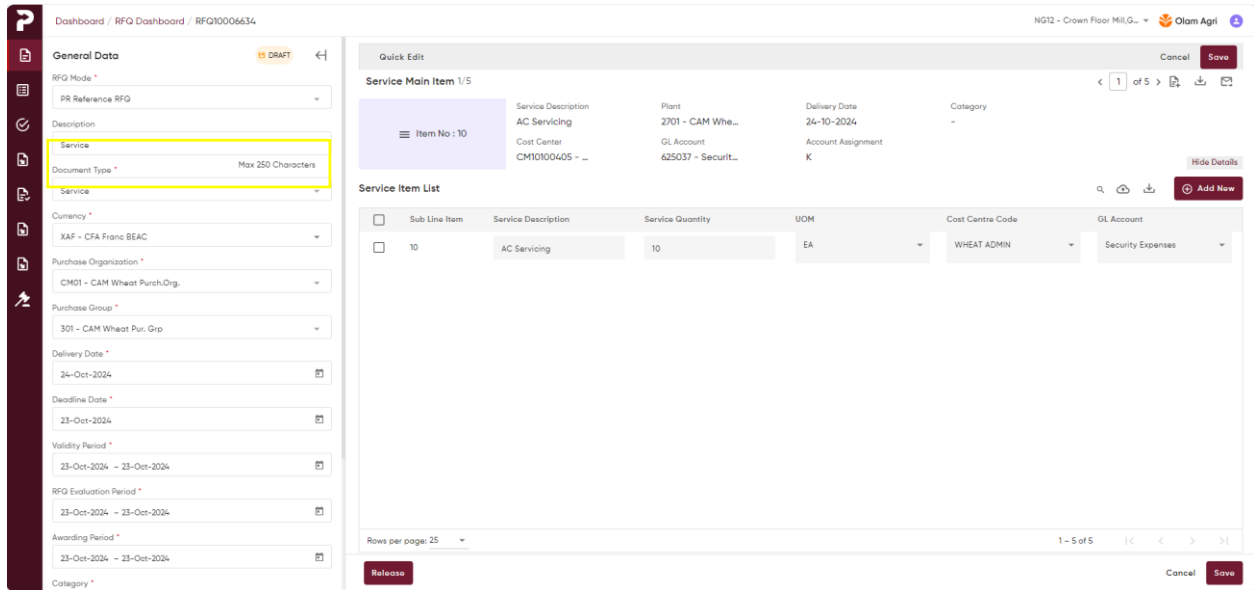 Dashboard / RFQ Dashboard / RFQ10006634
NG12 - Crown Floor Mill,G...
Olam Agri
General Data
DRAFT
RFQ Mode *
PR Reference RFQ
Description
Service
Max 250 Characters
Document Type *
Service
Currency *
XAF - CFA Franc BEAC
Purchase Organization *
CM01 - CAM Wheat Purch.Org.
Purchase Group *
301 - CAM Wheat Pur. Grp
Delivery Date *
24-Oct-2024
Deadline Date *
23-Oct-2024
Validity Period *
23-Oct-2024 – 23-Oct-2024
RFQ Evaluation Period *
23-Oct-2024 – 23-Oct-2024
Awarding Period *
23-Oct-2024 – 23-Oct-2024
Category *
Quick Edit
Cancel
Save
Service Main Item 1/5
1 of 5
Item No : 10
Service Description
AC Servicing
Plant
2701 - CAM Whe...
Delivery Date
24-10-2024
Category
-
Cost Center
CM10100405 - ...
GL Account
625037 - Securit...
Account Assignment
K
Hide Details
Service Item List
Add New
Sub Line Item Service Description Service Quantity UOM Cost Centre Code GL Account
10 AC Servicing 10 EA WHEAT ADMIN Security Expenses
Rows per page: 25
1 – 5 of 5
Release
Cancel
Save